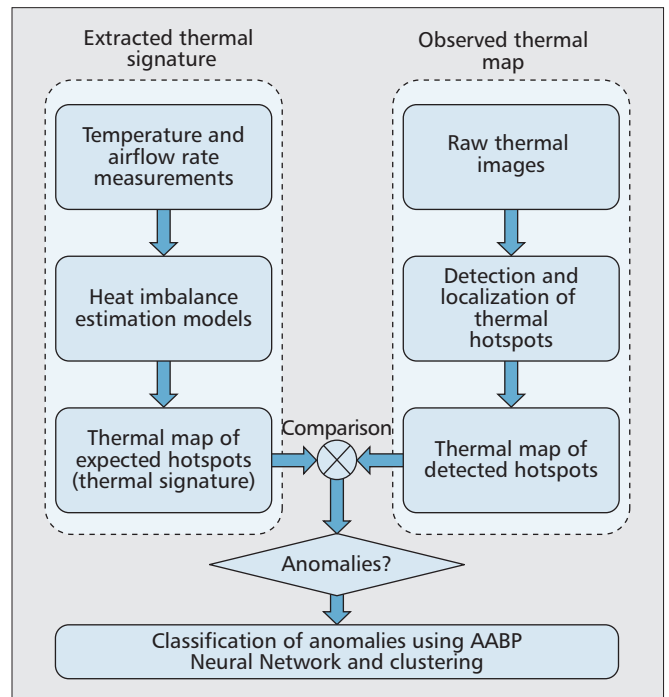 Extracted thermal
signature
Temperature and
airflow rate
measurements
Heat imbalance
estimation models
Thermal map of
expected hotspots
(thermal signature)
Observed thermal
map
Raw thermal
images
Detection and
localization of
thermal
hotspots
Thermal map of
detected hotspots
Comparison
Anomalies?
Classification of anomalies using AABP
Neural Network and clustering